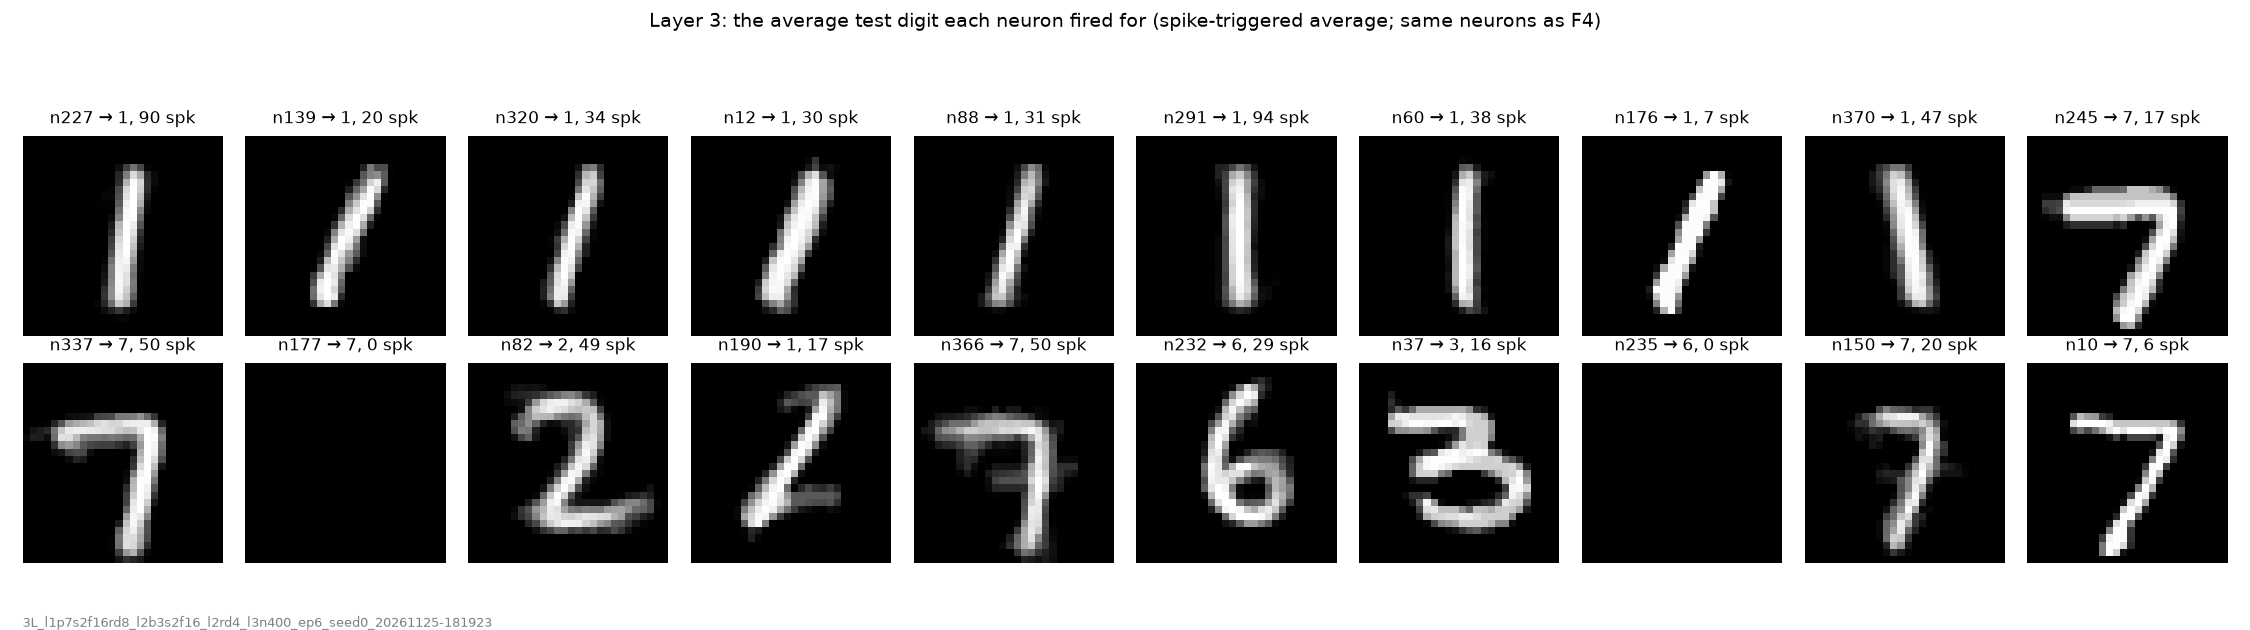 Layer 3: the average test digit each neuron fired for (spike-triggered average; same neurons as F4)
n227 → 1, 90 spk
n139 → 1, 20 spk
n320 → 1, 34 spk
n12 → 1, 30 spk
n88 → 1, 31 spk
n291 → 1, 94 spk
n60 → 1, 38 spk
n176 → 1, 7 spk
n370 → 1, 47 spk
n245 → 7, 17 spk
n337 → 7, 50 spk
n177 → 7, 0 spk
n82 → 2, 49 spk
n190 → 1, 17 spk
n366 → 7, 50 spk
n232 → 6, 29 spk
n37 → 3, 16 spk
n235 → 6, 0 spk
n150 → 7, 20 spk
n10 → 7, 6 spk
3L_l1p7s2f16rd8_l2b3s2f16_l2rd4_l3n400_ep6_seed0_20261125-181923